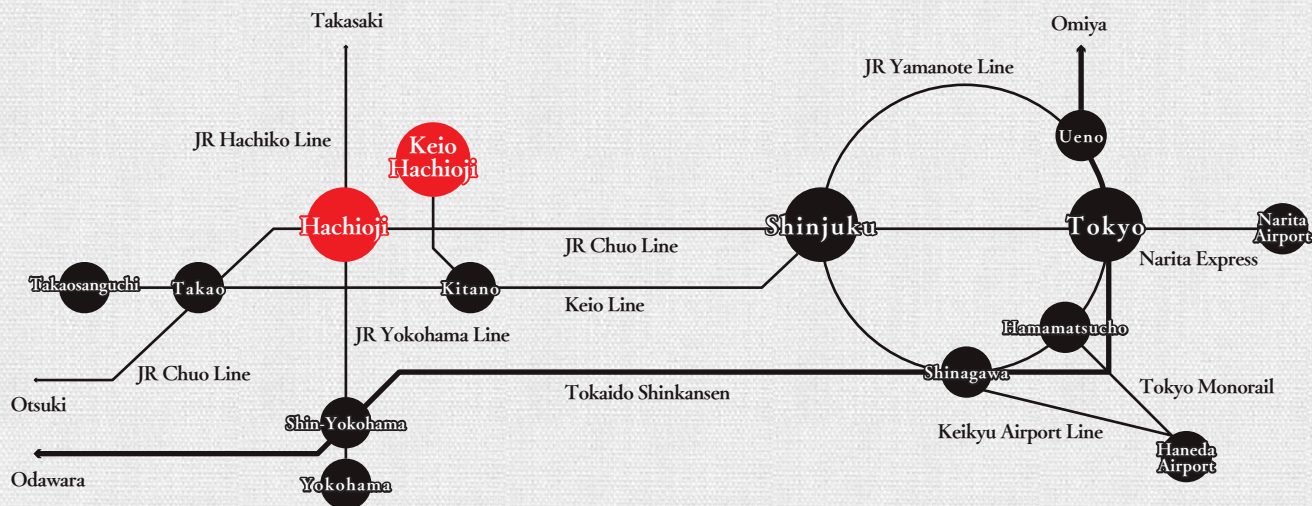 Takasaki
Omiya
JR Yamanote Line
JR Hachiko Line
Keio
Hachioji
Ueno
Hachioji
Shinjuku
Tokyo
Narita
Airport
JR Chuo Line
Narita Express
Takaosanguchi
Takao
Kitano
Keio Line
Hamamatsucho
JR Yokohama Line
JR Chuo Line
Shinagawa
Tokaido Shinkansen
Tokyo Monorail
Otsuki
Shin-Yokohama
Keikyu Airport Line
Haneda
Airport
Odawara
Yokohama